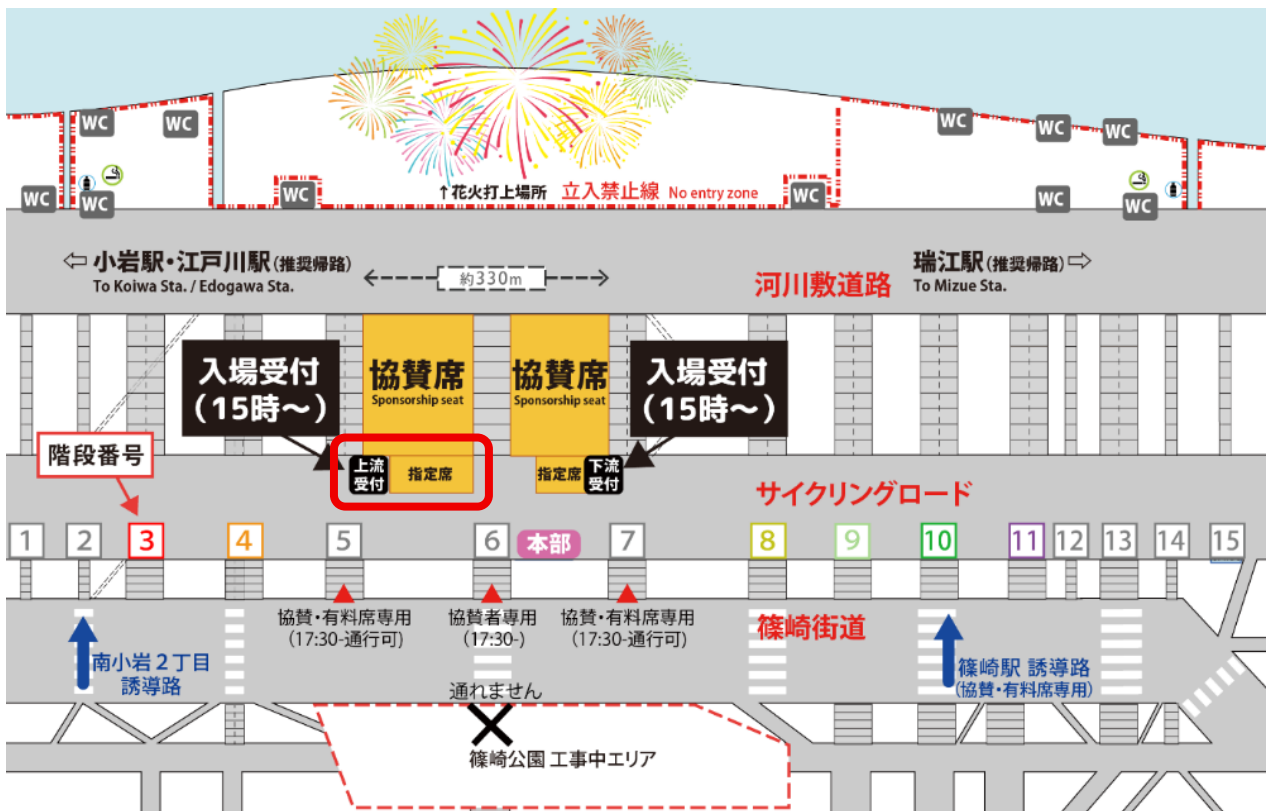 WC
WC
WC
WC
WC
WC
WC
WC
WC
WC
WC
WC
↑花火打上場所 立入禁止線 No entry zone
⇦ 小岩駅・江戸川駅(推奨帰路)
To Koiwa Sta. / Edogawa Sta.
約330m
河川敷道路
瑞江駅(推奨帰路)⇨
To Mizue Sta.
入場受付
(15時～)
協賛席
Sponsorship seat
協賛席
Sponsorship seat
入場受付
(15時～)
階段番号
上流
受付
指定席
指定席
下流
受付
サイクリングロード
1 2 3 4 5 6 本部 7 8 9 10 11 12 13 14 15
協賛・有料席専用
(17:30-通行可)
協賛者専用
(17:30-)
協賛・有料席専用
(17:30-通行可)
篠崎街道
南小岩2丁目
誘導路
篠崎駅 誘導路
(協賛・有料席専用)
通れません
篠崎公園 工事中エリア